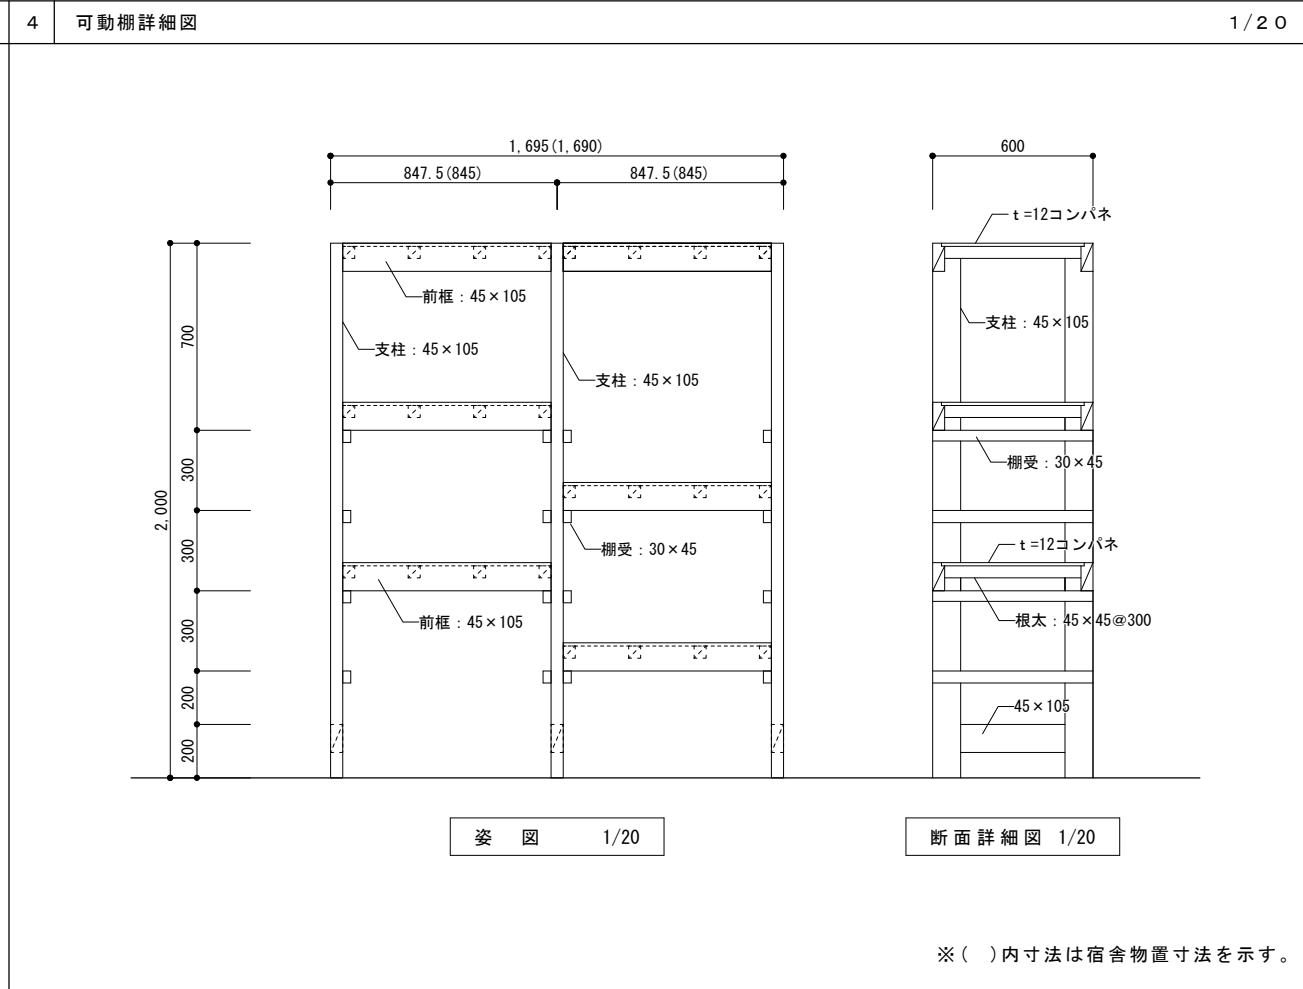 4 可動棚詳細図 1/20
1,695(1,690)
600
847.5(845) 847.5(845)
t=12コンパネ
前框：45×105
支柱：45×105
700
支柱：45×105
支柱：45×105
棚受：30×45
300
2,000
棚受：30×45
t=12コンパネ
300
前框：45×105
根太：45×45@300
300
200
45×105
200
姿 図 1/20
断面詳細図 1/20
※( )内寸法は宿舎物置寸法を示す。